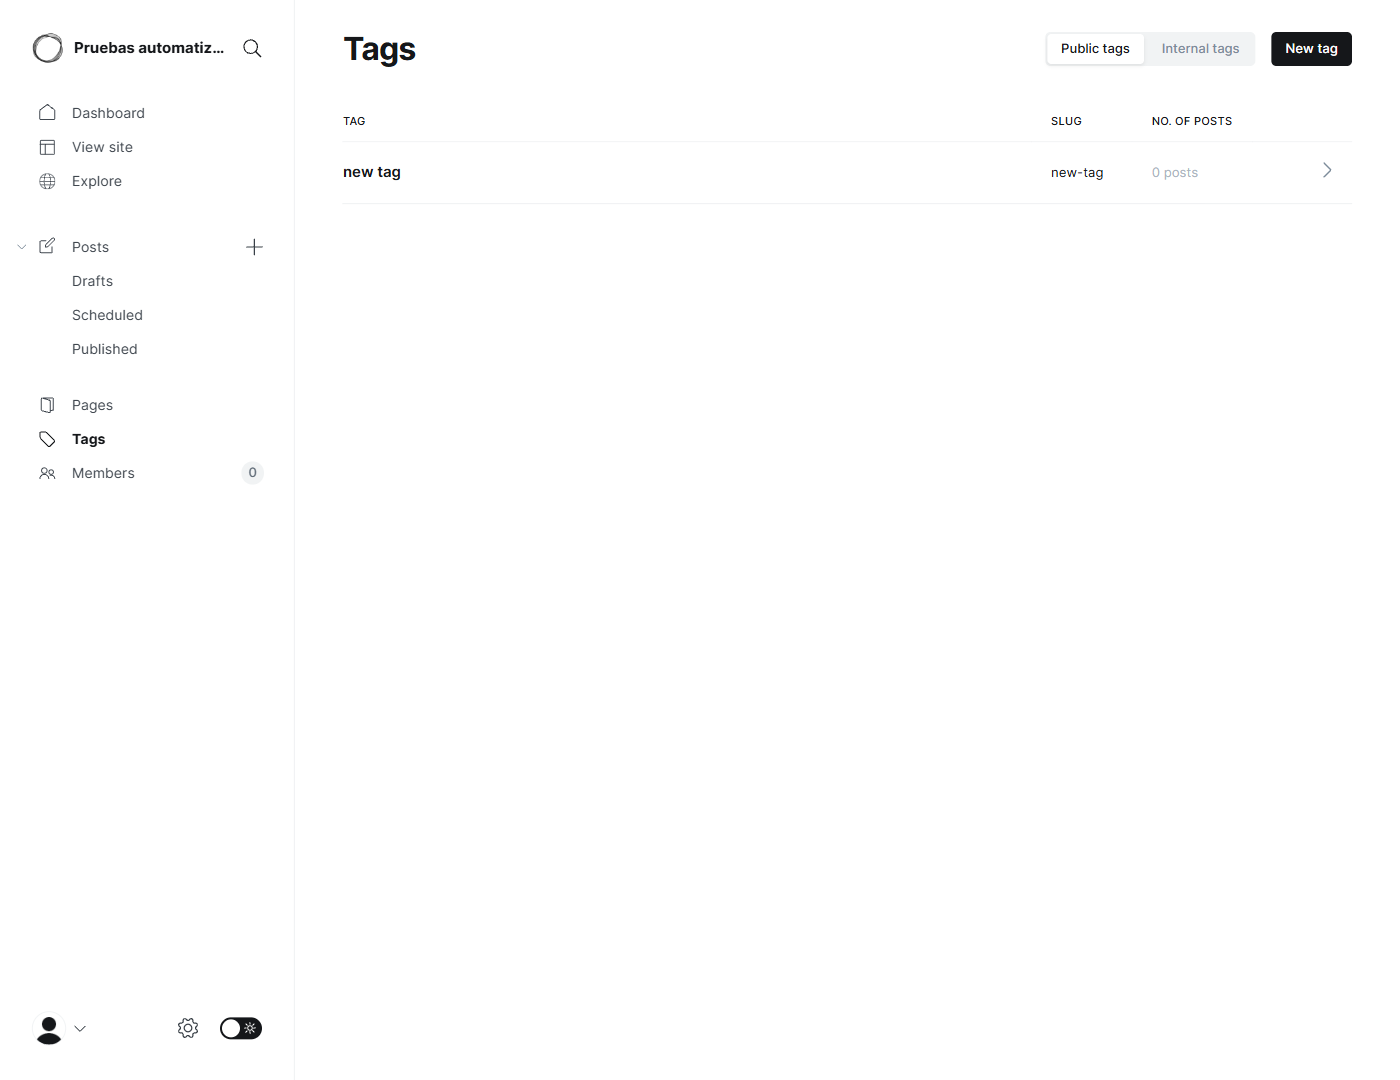 Pruebas automatiz...
Dashboard
View site
Explore
Posts
Drafts
Scheduled
Published
Pages
Tags
Members 0
Tags
Public tags Internal tags New tag
TAG SLUG NO. OF POSTS
new tag new-tag 0 posts